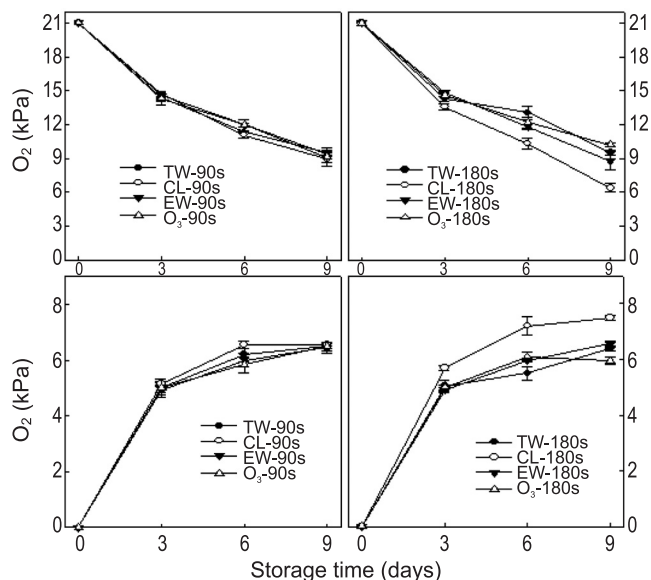 21
18
15
12
9
6
3
0
O₂ (kPa)
TW-90s
CL-90s
EW-90s
O₃-90s
0 3 6 9
TW-180s
CL-180s
EW-180s
O₃-180s
0 3 6 9
21
18
15
12
9
6
3
0
8
6
4
2
0
O₂ (kPa)
TW-90s
CL-90s
EW-90s
O₃-90s
0 3 6 9
TW-180s
CL-180s
EW-180s
O₃-180s
0 3 6 9
8
6
4
2
0
Storage time (days)